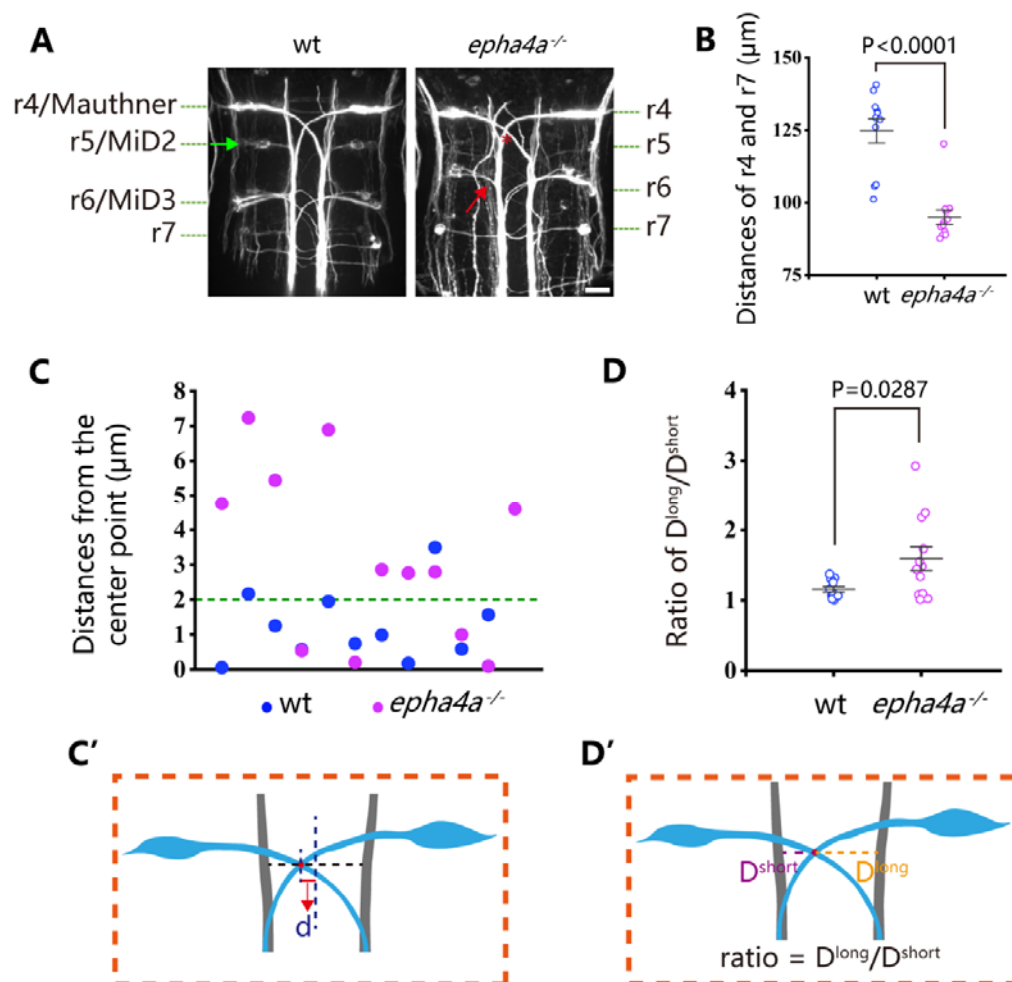 A
wt
epha4a-/-
r4/Mauthner
r5/MiD2
r6/MiD3
r7
r4
r5
r6
r7
*
B
P<0.0001
Distances of r4 and r7 (μm)
150
125
100
75
wt
epha4a-/-
C
Distances from the
center point (μm)
8
7
6
5
4
3
2
1
0
wt
epha4a-/-
D
P=0.0287
Ratio of Dlong/Dshort
4
3
2
1
0
wt
epha4a-/-
C'
d
D'
Dshort
Dlong
ratio = Dlong/Dshort